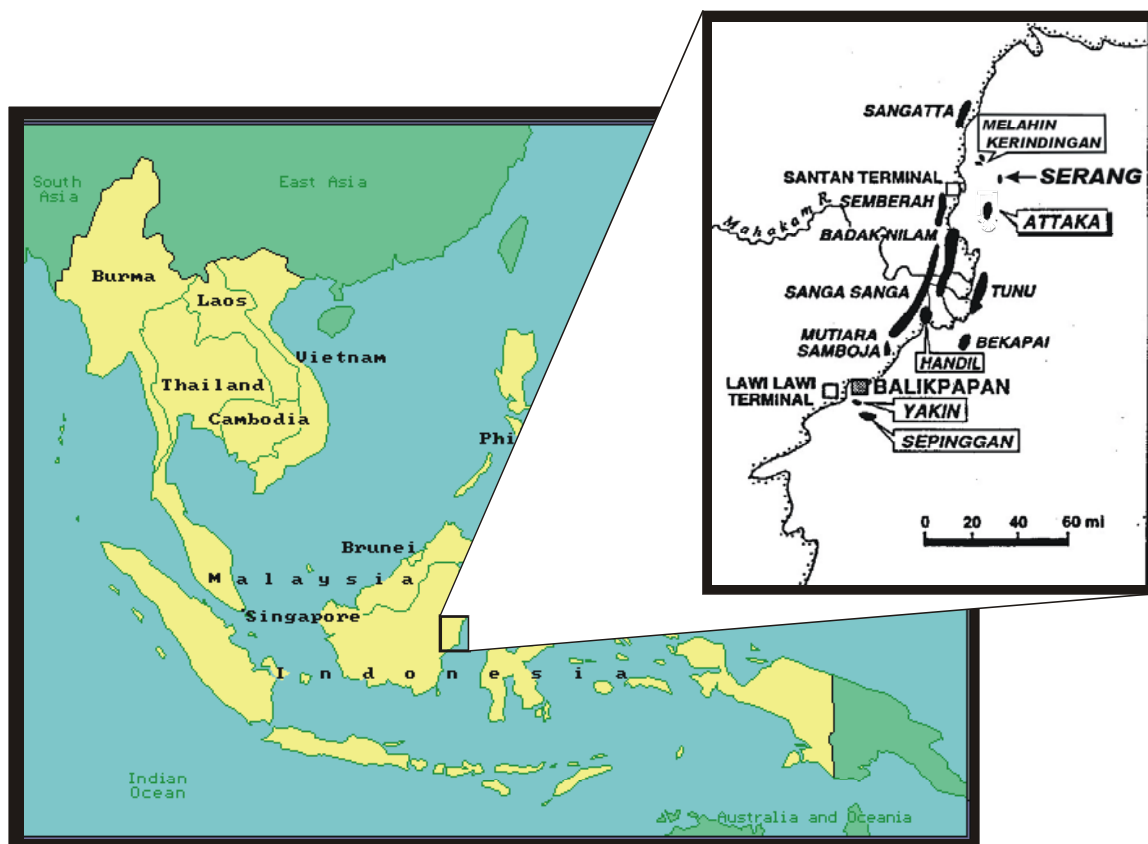 South
Asia
East Asia
Burma
Laos
Vietnam
Thailand
Cambodia
Phi
Brunei
Malaysia
Singapore
Indonesia
Indian
Ocean
Australia and Oceania
SANGATTA
MELAHIN
KERINDINGAN
SANTAN TERMINAL
SERANG
SEMBERAH
Mahakam R.
ATTAKA
BADAK-NILAM
SANGA SANGA
TUNU
MUTIARA
SAMBOJA
BEKAPAI
HANDIL
LAWI LAWI
TERMINAL
BALIKPAPAN
YAKIN
SEPINGGAN
0 20 40 60 mi